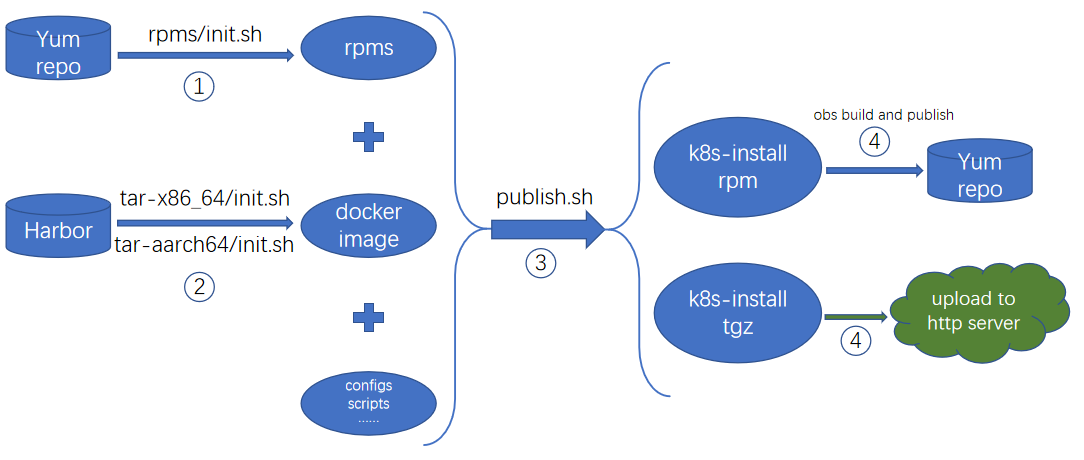 Yum
repo
rpms/init.sh
①
rpms
Harbor
tar-x86_64/init.sh
tar-aarch64/init.sh
②
docker
image
configs
scripts
......
publish.sh
③
k8s-install
rpm
obs build and publish
④
Yum
repo
k8s-install
tgz
④
upload to
http server